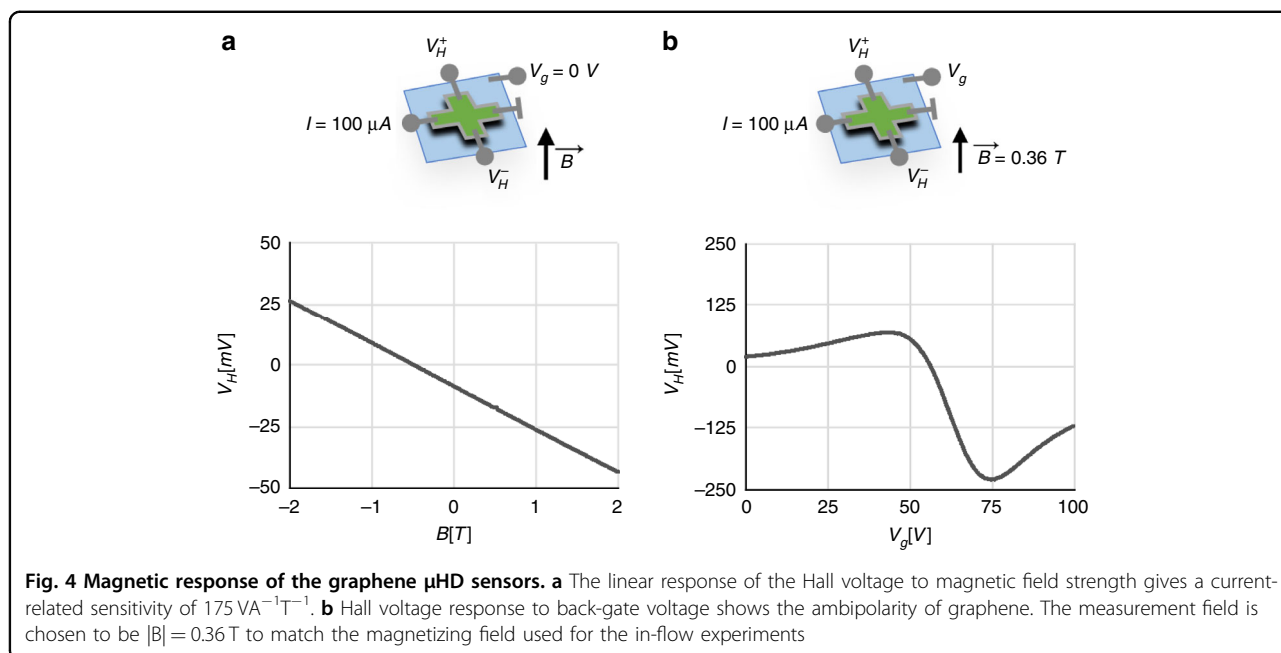 a
V_H^+
V_g = 0 V
I = 100 μA
V_H^-
B
V_H[mV]
50
25
0
−25
−50
−2
−1
0
1
2
B[T]
b
V_H^+
V_g
I = 100 μA
B = 0.36 T
V_H^-
V_H[mV]
250
125
0
−125
−250
0
25
50
75
100
V_g[V]
Fig. 4 Magnetic response of the graphene μHD sensors. a The linear response of the Hall voltage to magnetic field strength gives a current-
related sensitivity of 175 VA⁻¹T⁻¹. b Hall voltage response to back-gate voltage shows the ambipolarity of graphene. The measurement field is
chosen to be |B| = 0.36 T to match the magnetizing field used for the in-flow experiments